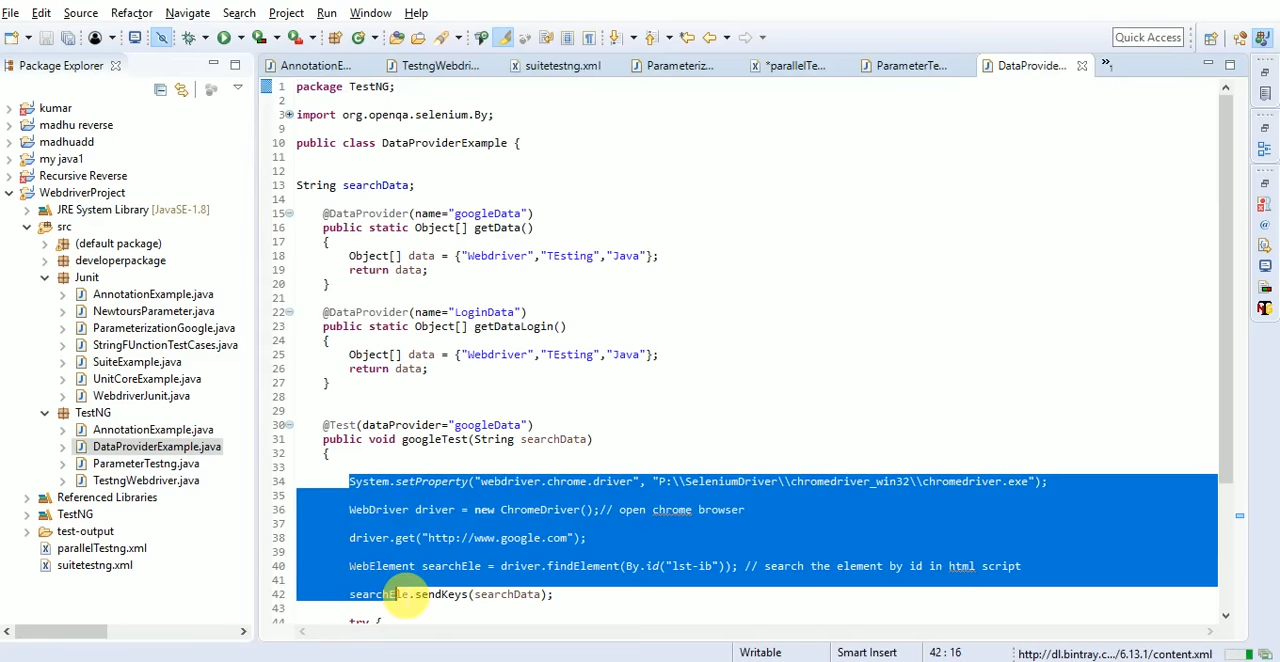 File Edit Source Refactor Navigate Search Project Run Window Help
Quick Access
Package Explorer
AnnotationE... TestngWebdri... suitetestng.xml Parameteriz... *parallelTe... ParameterTe... DataProvide... »1
kumar
madhu reverse
madhuadd
my java1
Recursive Reverse
WebdriverProject
JRE System Library [JavaSE-1.8]
src
(default package)
developerpackage
Junit
AnnotationExample.java
NewtoursParameter.java
ParameterizationGoogle.java
StringFUnctionTestCases.java
SuiteExample.java
UnitCoreExample.java
WebdriverJunit.java
TestNG
AnnotationExample.java
DataProviderExample.java
ParameterTestng.java
TestngWebdriver.java
Referenced Libraries
TestNG
test-output
parallelTestng.xml
suitetestng.xml
1 package TestNG;
2
3 import org.openqa.selenium.By;
9
10 public class DataProviderExample {
11
12
13 String searchData;
14
15 @DataProvider(name="googleData")
16 public static Object[] getData()
17 {
18 Object[] data = {"Webdriver","TEsting","Java"};
19 return data;
20 }
21
22 @DataProvider(name="LoginData")
23 public static Object[] getDataLogin()
24 {
25 Object[] data = {"Webdriver","TEsting","Java"};
26 return data;
27 }
28
29
30 @Test(dataProvider="googleData")
31 public void googleTest(String searchData)
32 {
33
34 System.setProperty("webdriver.chrome.driver", "P:\\SeleniumDriver\\chromedriver_win32\\chromedriver.exe");
35
36 WebDriver driver = new ChromeDriver();// open chrome browser
37
38 driver.get("http://www.google.com");
39
40 WebElement searchEle = driver.findElement(By.id("lst-ib")); // search the element by id in html script
41
42 searchEle.sendKeys(searchData);
43
44 try {
Writable Smart Insert 42 : 16 http://dl.bintray.c.../6.13.1/content.xml